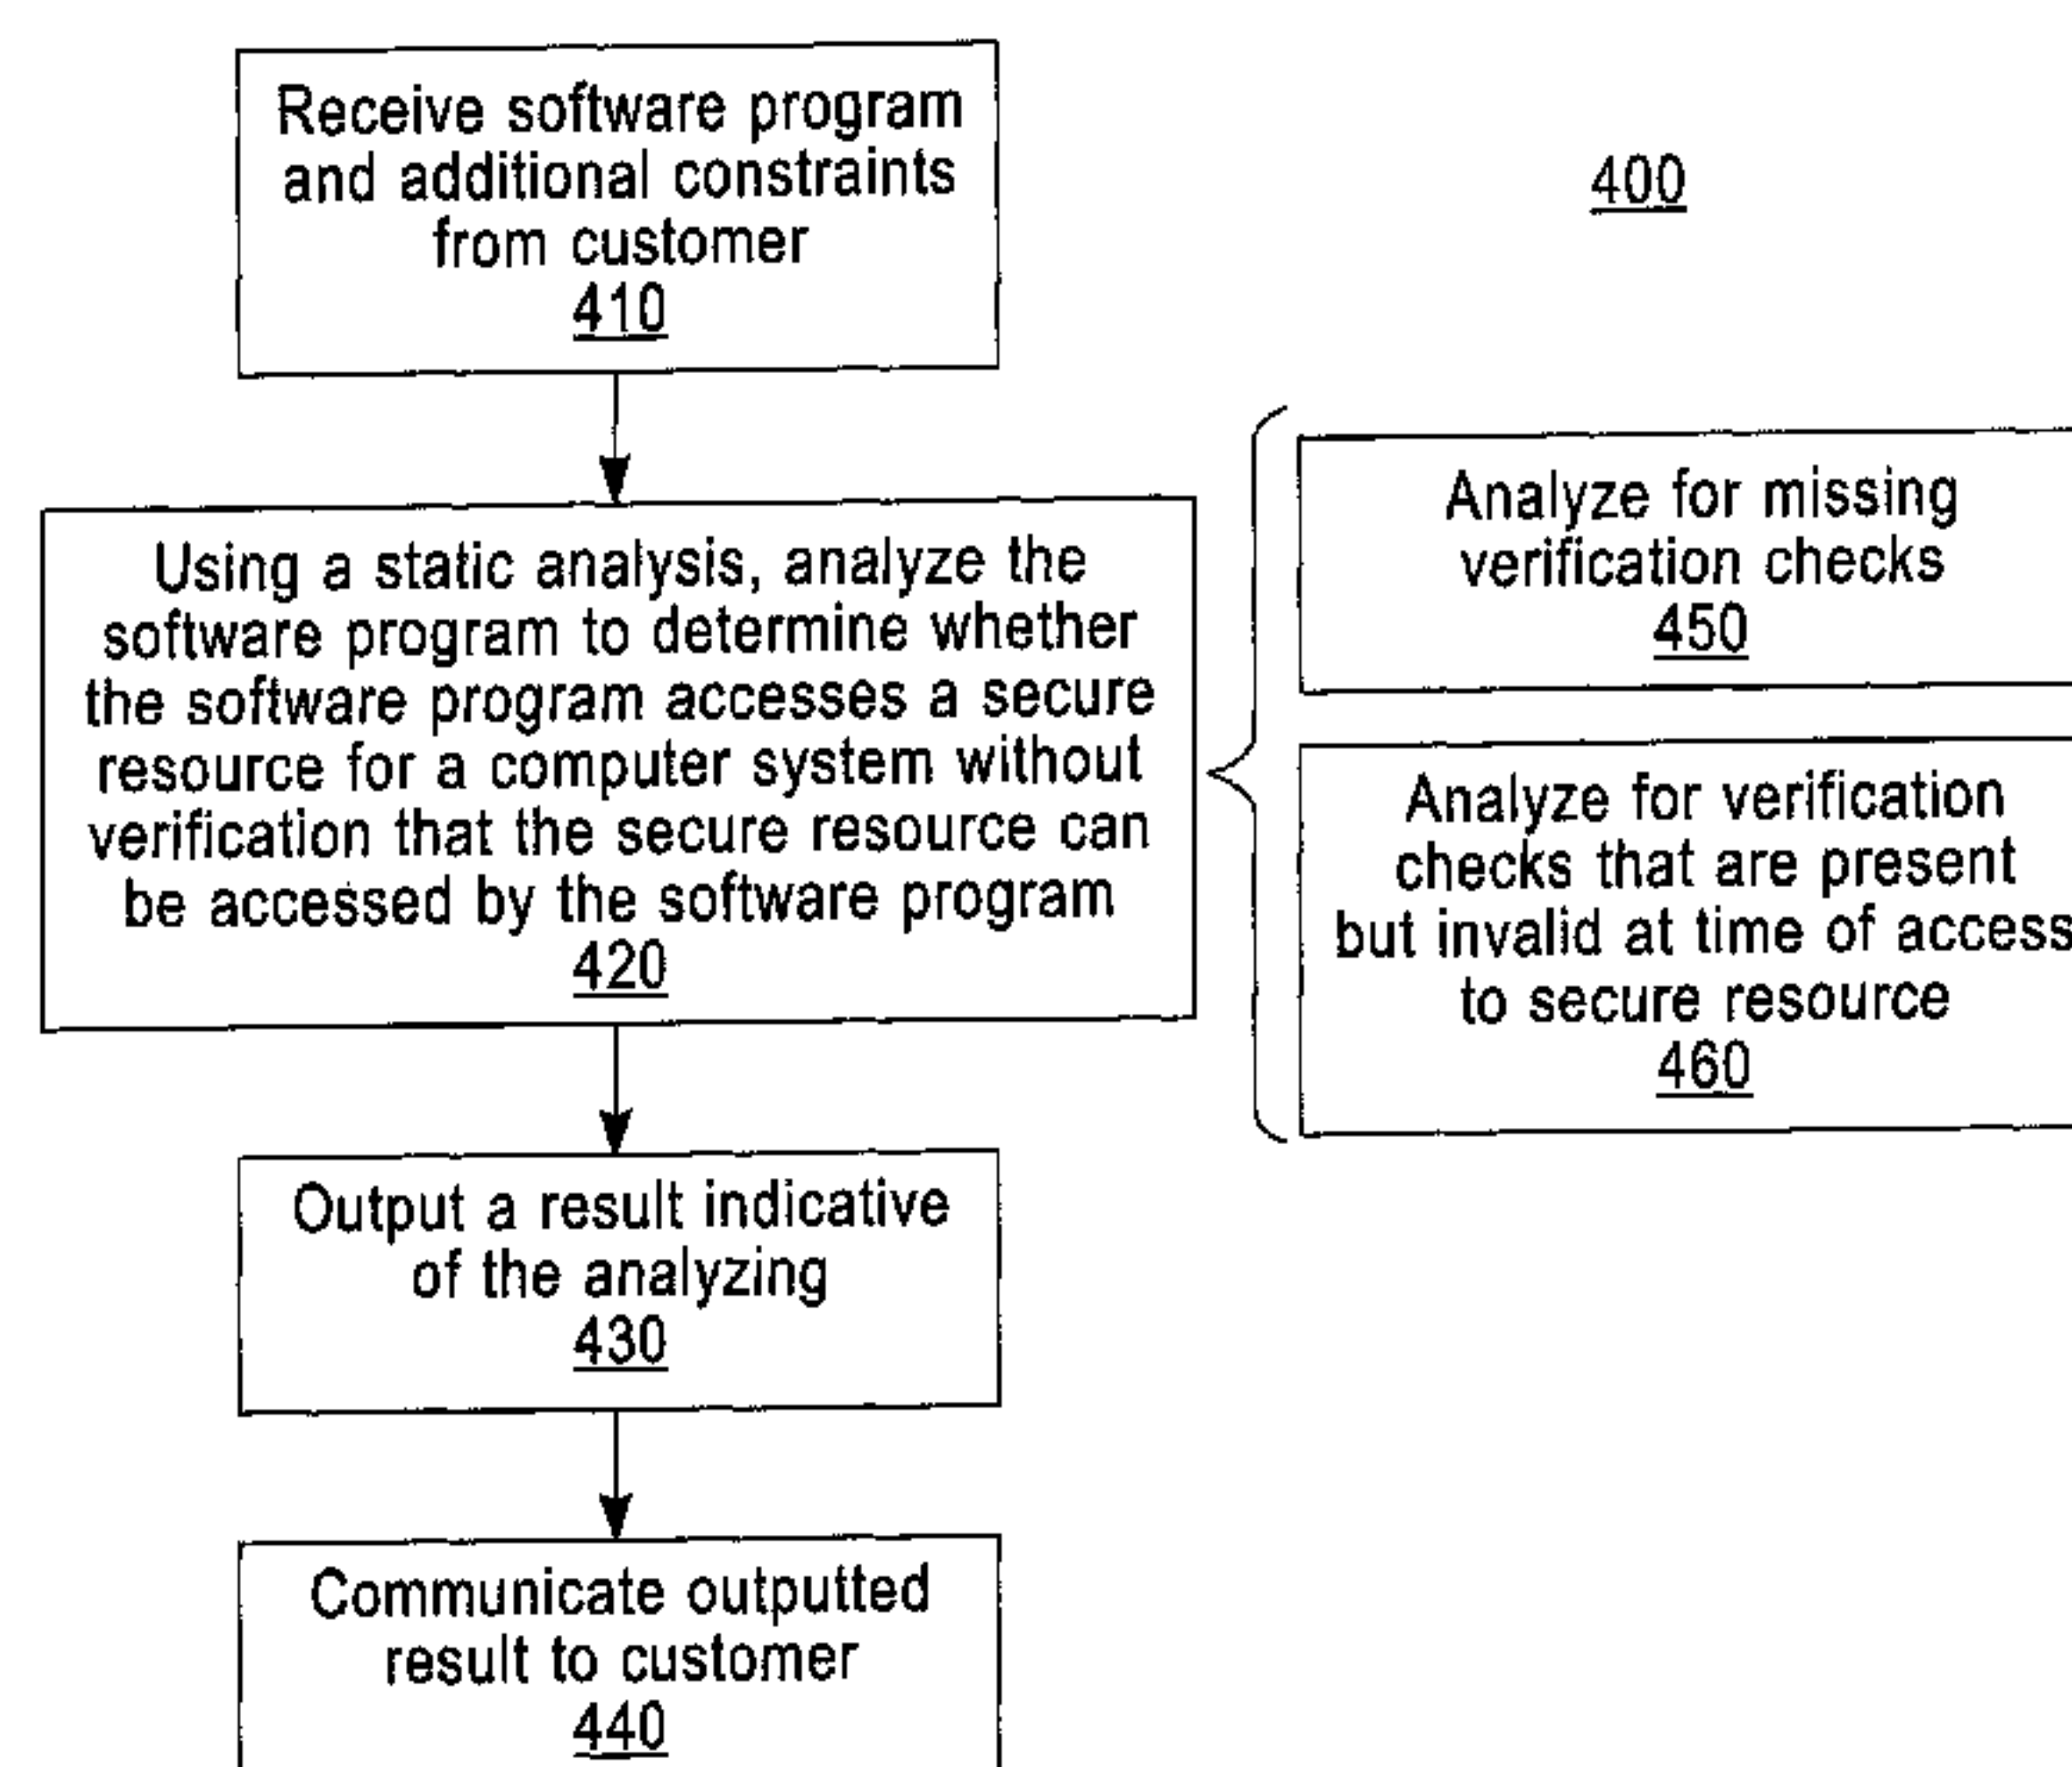 Receive software program
and additional constraints
from customer
410
400
Using a static analysis, analyze the
software program to determine whether
the software program accesses a secure
resource for a computer system without
verification that the secure resource can
be accessed by the software program
420
Analyze for missing
verification checks
450
Analyze for verification
checks that are present
but invalid at time of access
to secure resource
460
Output a result indicative
of the analyzing
430
Communicate outputted
result to customer
440